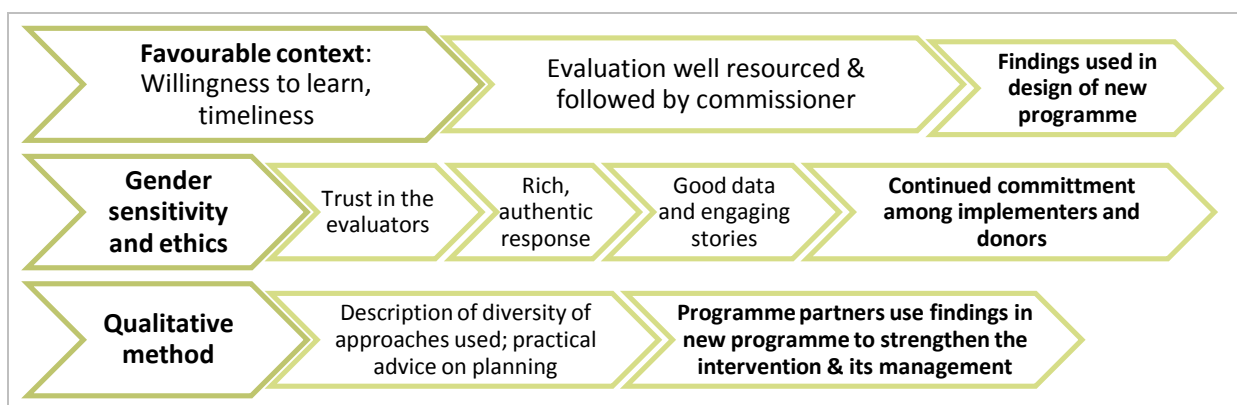 Favourable context:
Willingness to learn,
timeliness
Evaluation well resourced &
followed by commissioner
Findings used in
design of new
programme
Gender
sensitivity
and ethics
Trust in the
evaluators
Rich,
authentic
response
Good data
and engaging
stories
Continued committment
among implementers and
donors
Qualitative
method
Description of diversity of
approaches used; practical
advice on planning
Programme partners use findings in
new programme to strengthen the
intervention & its management